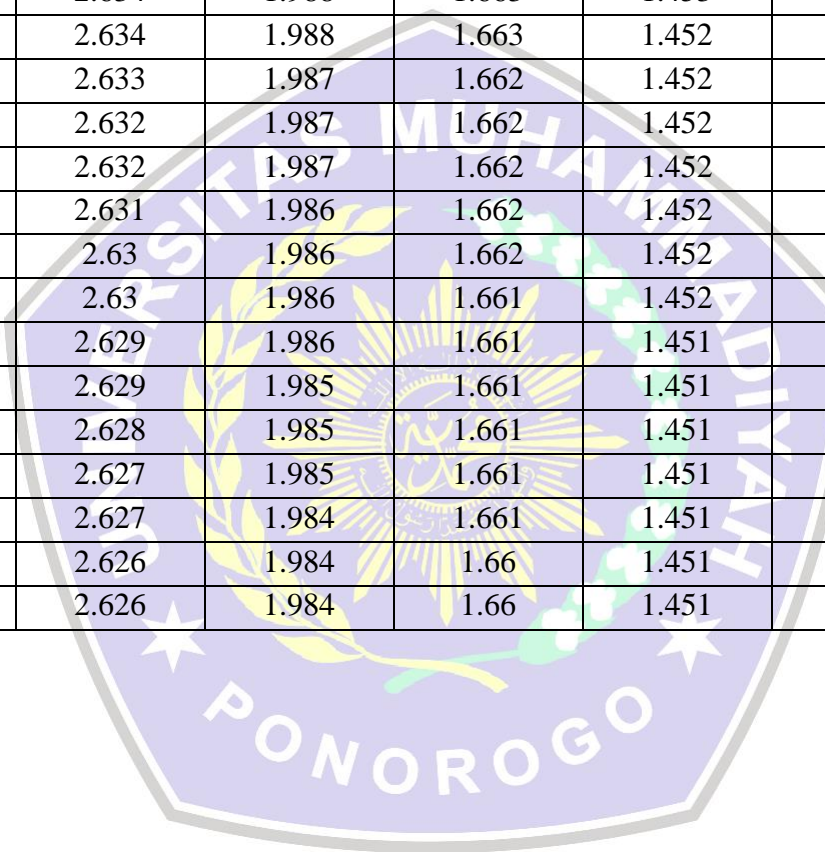 2.634 1.988 1.663 1.452
2.633 1.987 1.662 1.452
2.632 1.987 1.662 1.452
2.632 1.987 1.662 1.452
2.631 1.986 1.662 1.452
2.63 1.986 1.662 1.452
2.63 1.986 1.661 1.452
2.629 1.986 1.661 1.451
2.629 1.985 1.661 1.451
2.628 1.985 1.661 1.451
2.627 1.985 1.661 1.451
2.627 1.984 1.661 1.451
2.626 1.984 1.66 1.451
2.626 1.984 1.66 1.451
UNIVERSITAS MUHAMMADIYAH
PONOROGO